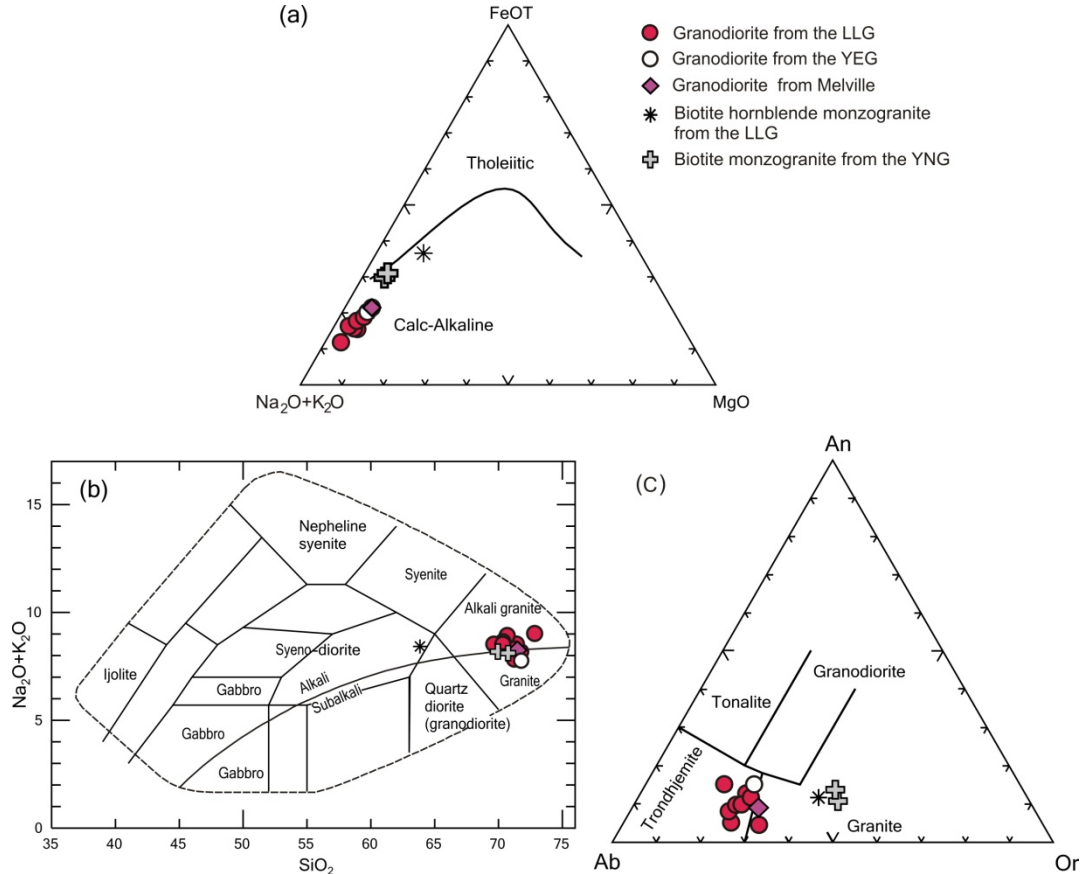 (a)
FeOT
Tholeiitic
Calc-Alkaline
Na₂O+K₂O
MgO
Granodiorite from the LLG
Granodiorite from the YEG
Granodiorite from Melville
Biotite hornblende monzogranite
from the LLG
Biotite monzogranite from the YNG
(b)
35 40 45 50 55 60 65 70 75
15
10
5
0
Na₂O+K₂O
SiO₂
Nepheline
syenite
Syenite
Alkali granite
Syeno-diorite
Ijolite
Gabbro
Alkali
Subalkali
Quartz
diorite
(granodiorite)
Granite
Gabbro
Gabbro
(C)
An
Granodiorite
Tonalite
Trondhjemite
Granite
Ab
Or